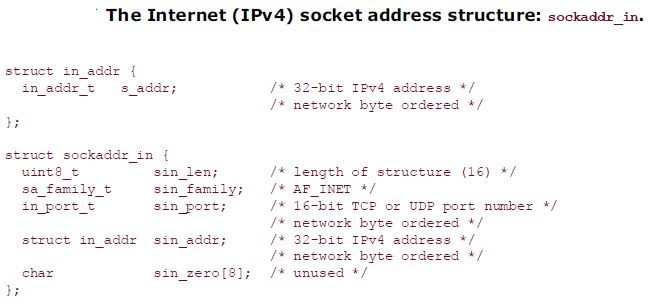 The Internet (IPv4) socket address structure: sockaddr_in.
struct in_addr {
  in_addr_t   s_addr;           /* 32-bit IPv4 address */
                                /* network byte ordered */
};
struct sockaddr_in {
  uint8_t         sin_len;      /* length of structure (16) */
  sa_family_t     sin_family;   /* AF_INET */
  in_port_t       sin_port;     /* 16-bit TCP or UDP port number */
                                /* network byte ordered */
  struct in_addr  sin_addr;     /* 32-bit IPv4 address */
                                /* network byte ordered */
  char            sin_zero[8];  /* unused */
};